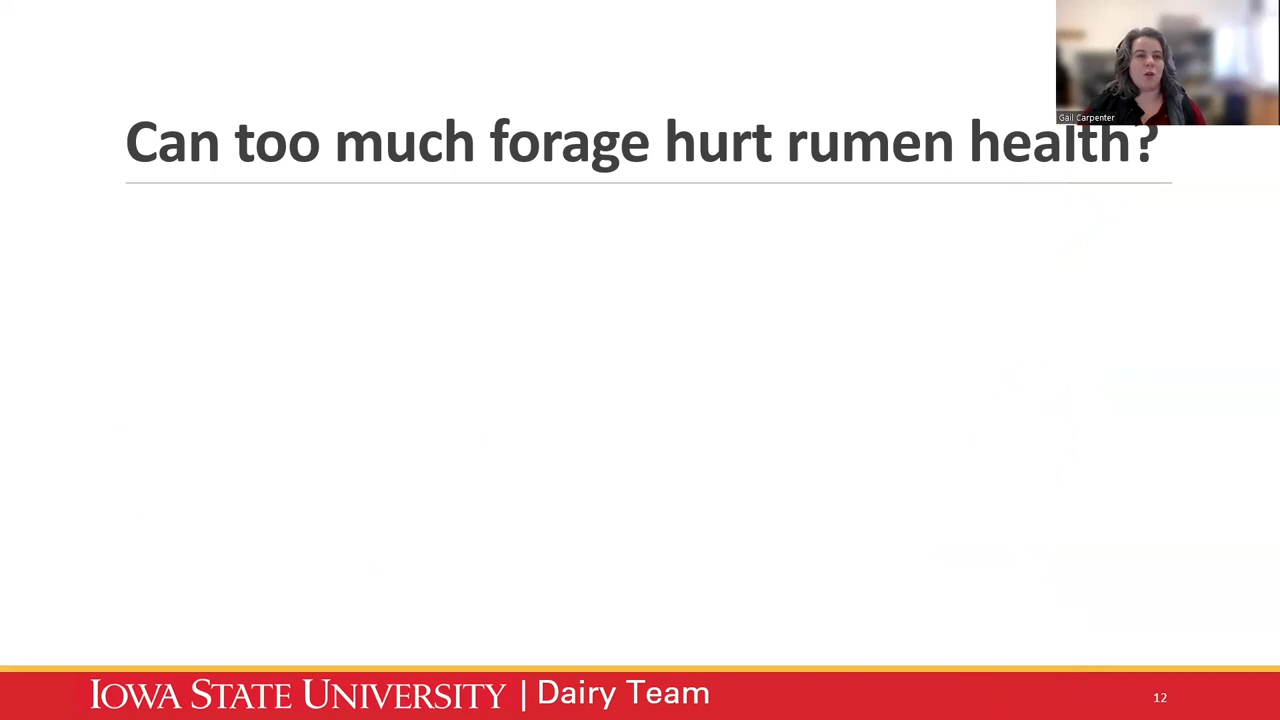 Gail Carpenter
Can too much forage hurt rumen health?
IOWA STATE UNIVERSITY | Dairy Team
12